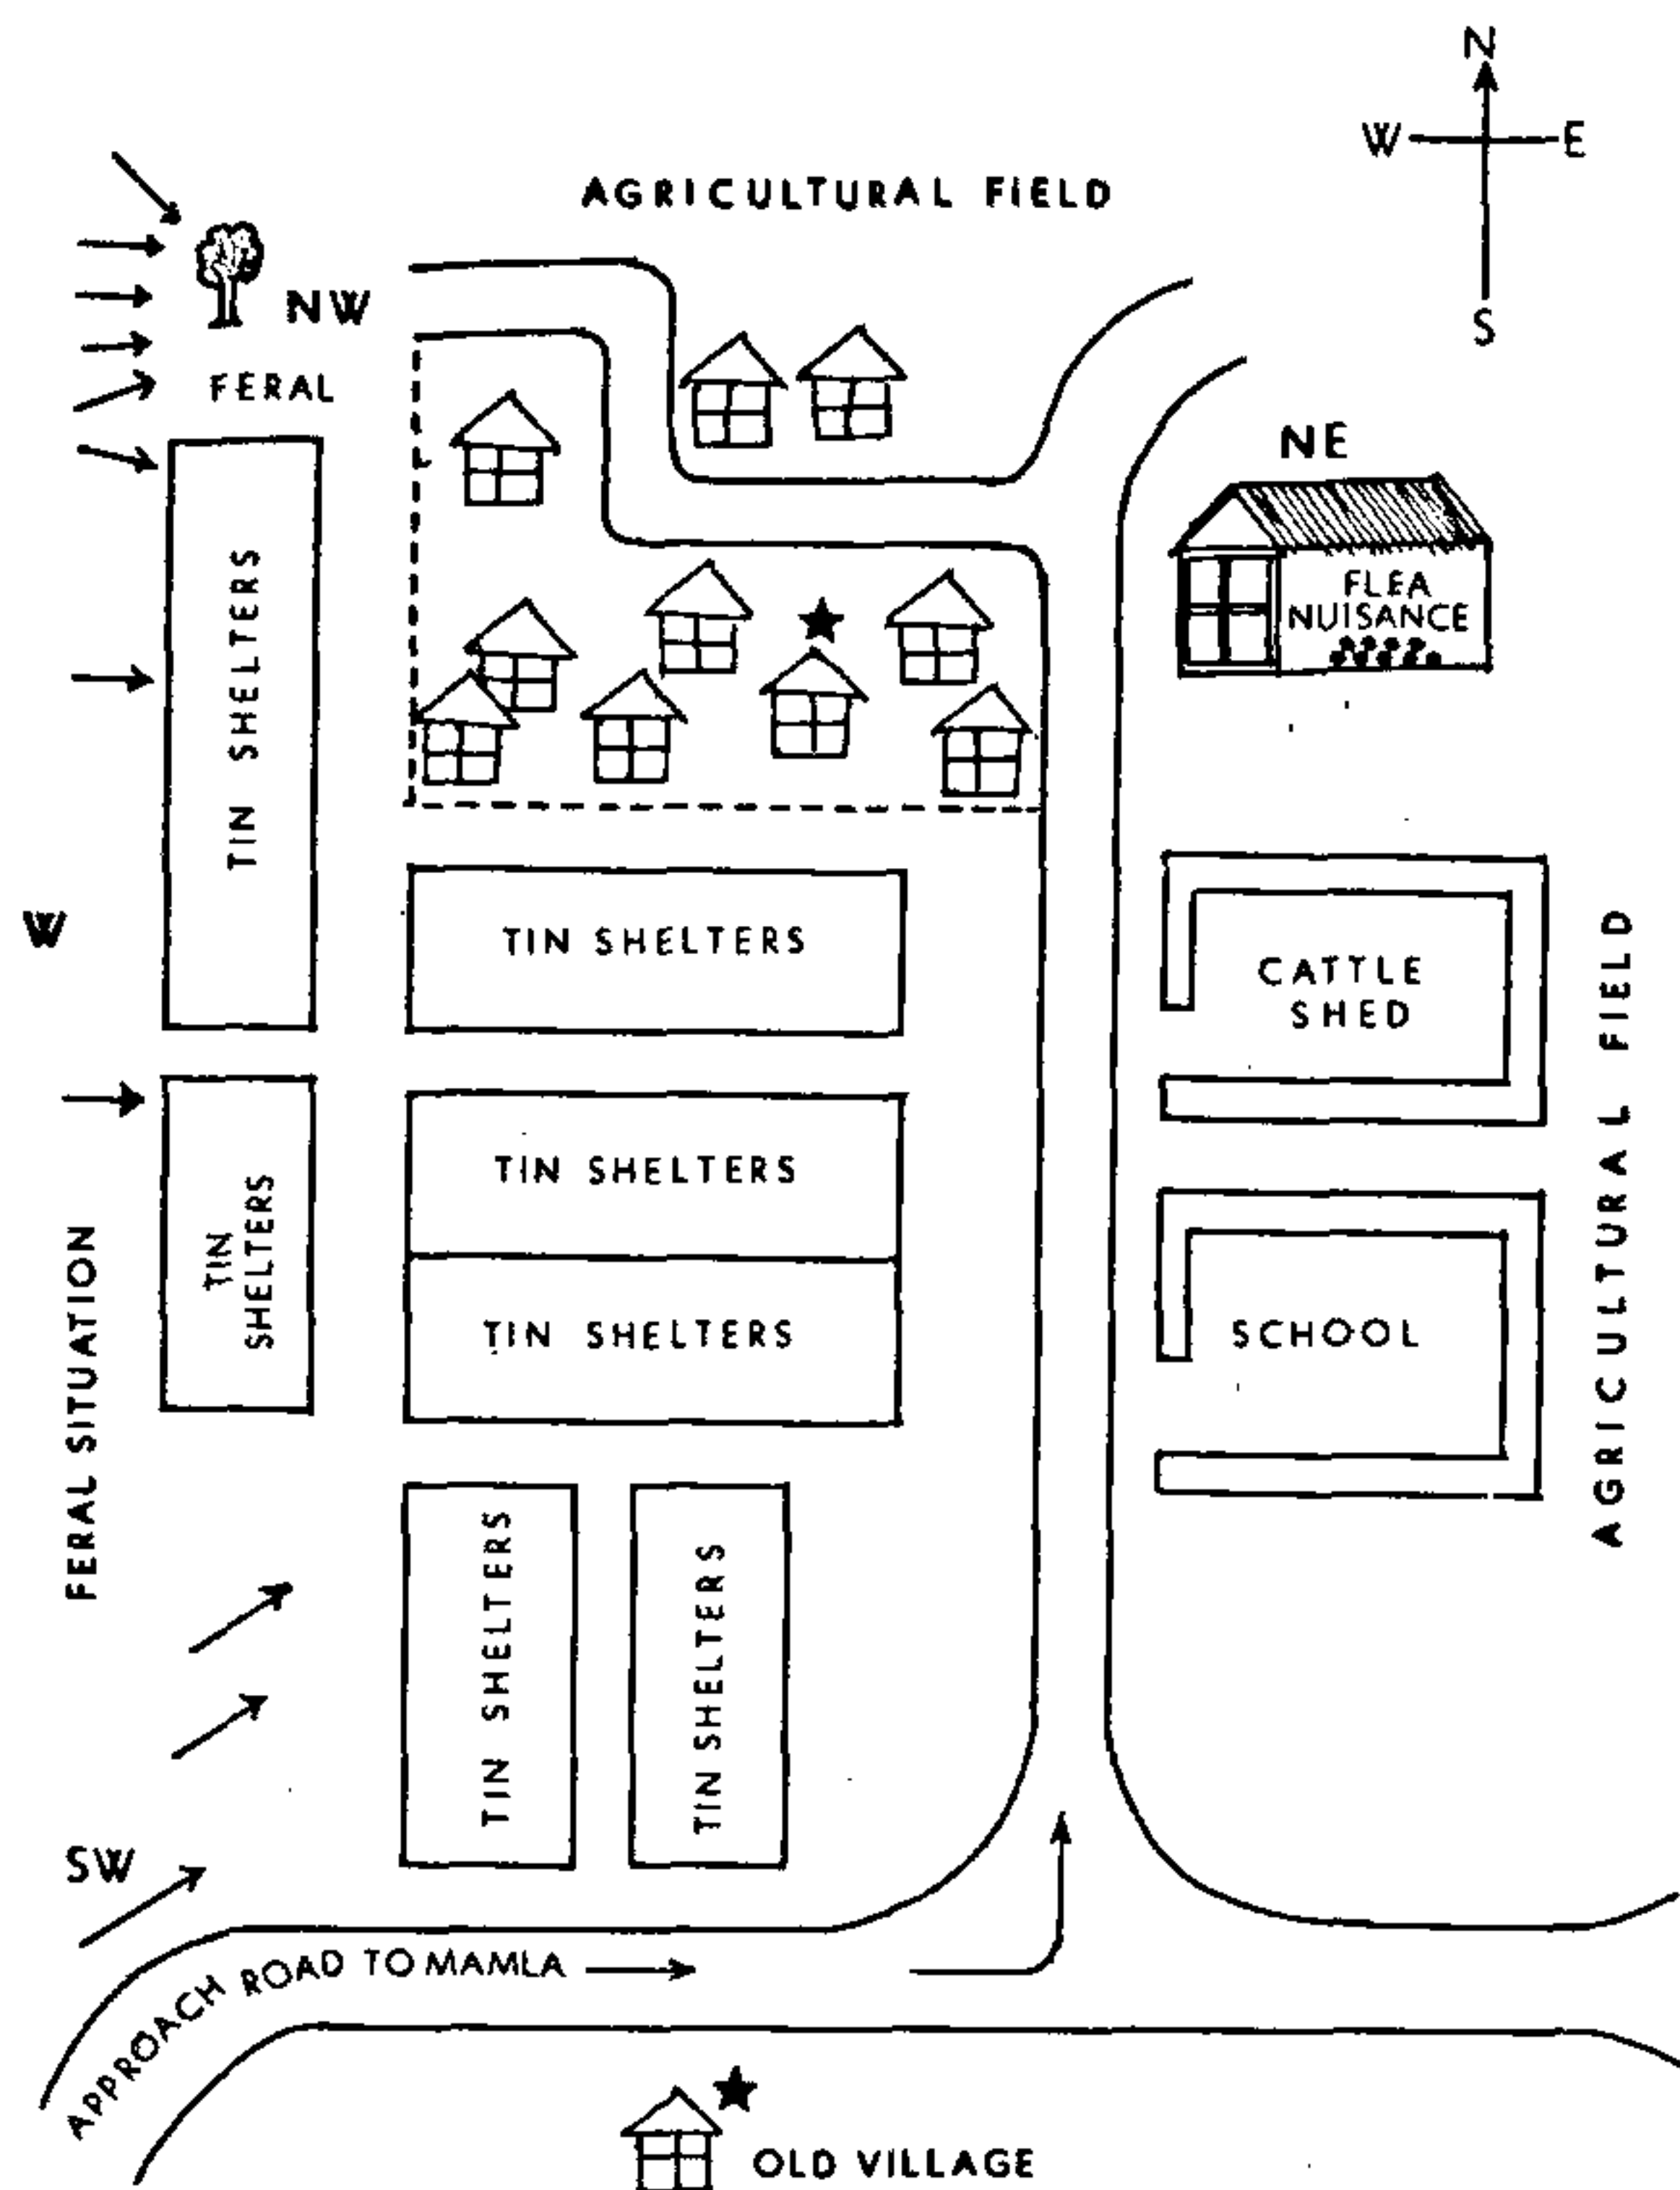 N
W E
S
AGRICULTURAL FIELD
NW
FERAL
NE
FLEA
NUISANCE
TIN SHELTERS
W
TIN SHELTERS
CATTLE
SHED
AGRICULTURAL FIELD
TIN SHELTERS
TIN
SHELTERS
FERAL SITUATION
TIN SHELTERS
SCHOOL
TIN SHELTERS
TIN SHELTERS
SW
APPROACH ROAD TO MAMLA
OLD VILLAGE